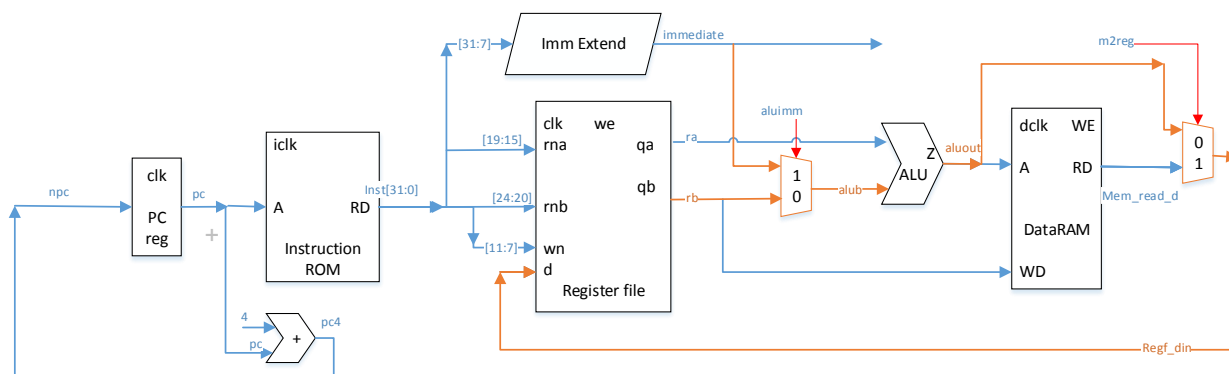 [31:7]
Imm Extend
immediate
m2reg
aluimm
iclk
A
RD
Instruction
ROM
Inst[31:0]
[19:15]
[24:20]
[11:7]
clk
we
rna
qa
rnb
qb
wn
d
Register file
ra
rb
1
0
alub
Z
ALU
aluout
dclk
WE
A
RD
DataRAM
WD
Mem_read_d
0
1
npc
clk
PC
reg
pc
+
4
pc
+
pc4
Regf_din